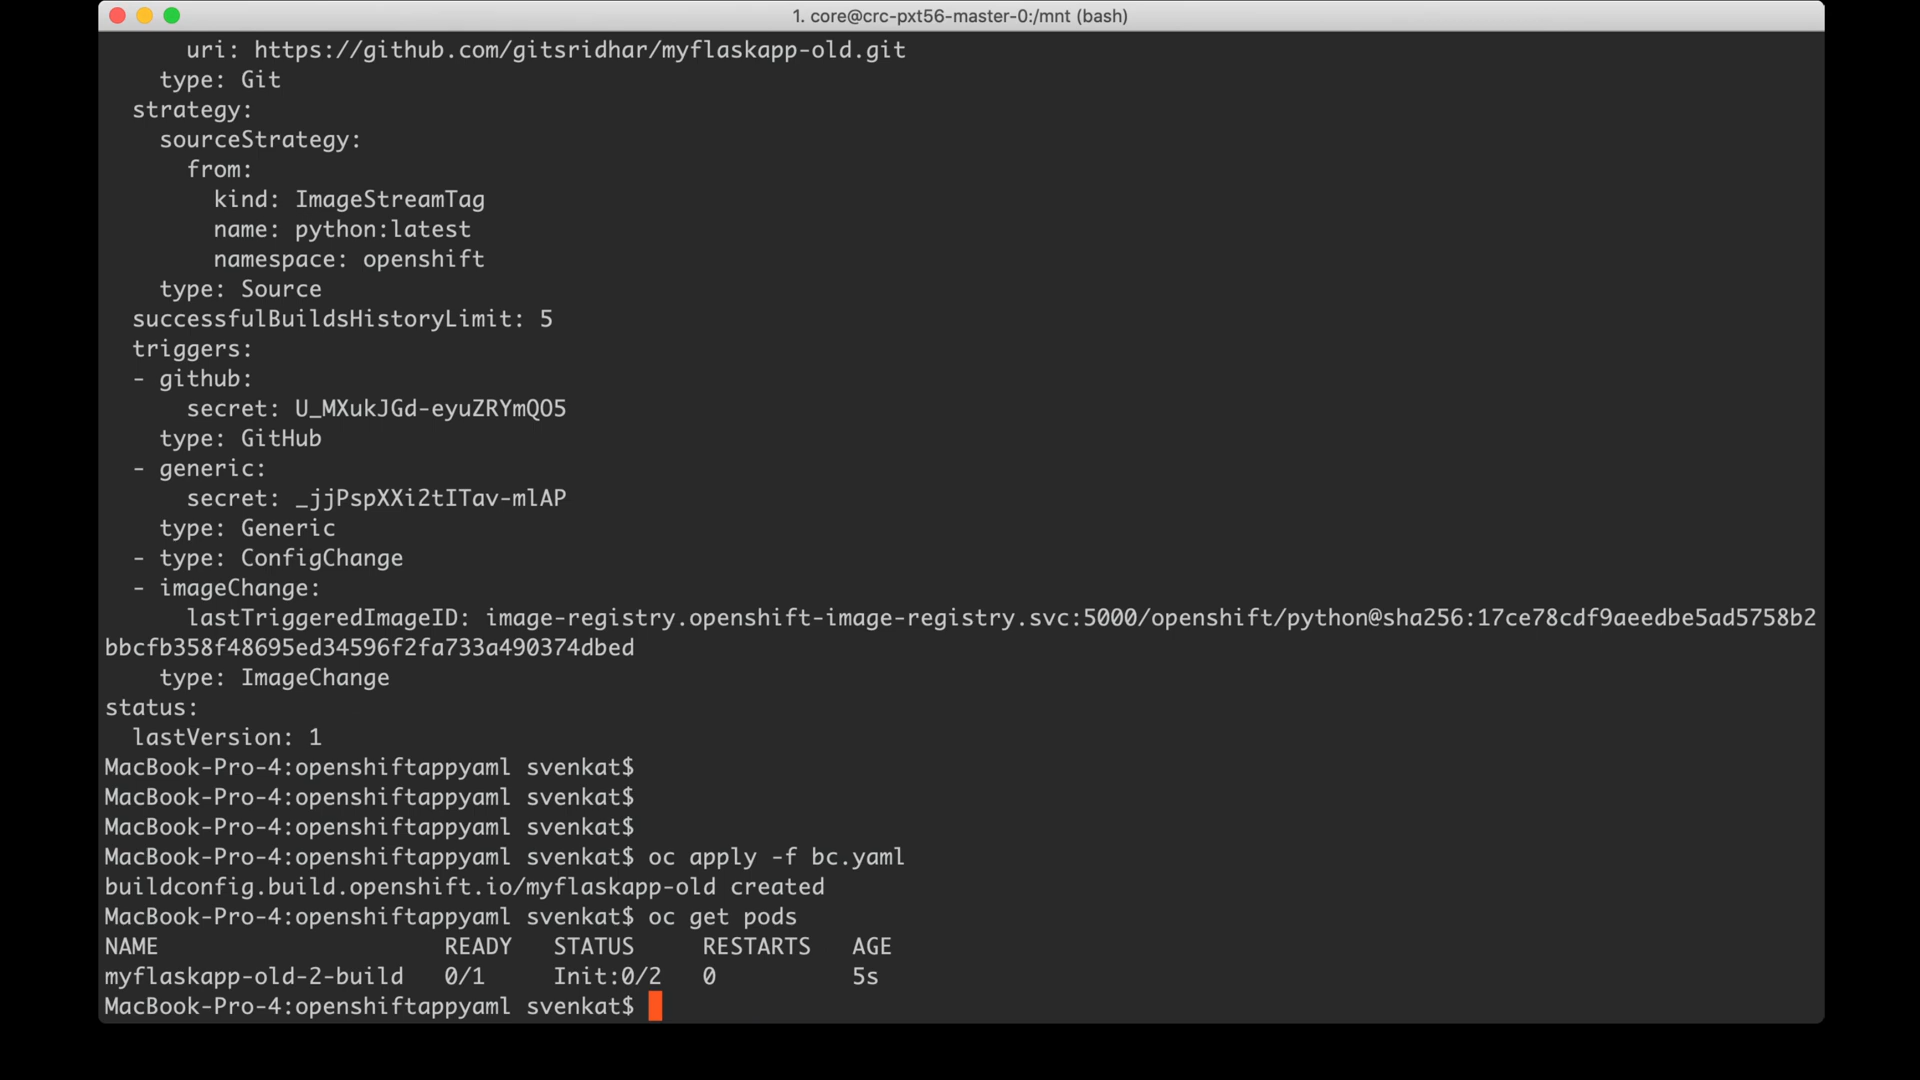 1. core@crc-pxt56-master-0:/mnt (bash)
uri: https://github.com/gitsridhar/myflaskapp-old.git
type: Git
strategy:
sourceStrategy:
from:
kind: ImageStreamTag
name: python:latest
namespace: openshift
type: Source
successfulBuildsHistoryLimit: 5
triggers:
- github:
secret: U_MXukJGd-eyuZRYmQO5
type: GitHub
- generic:
secret: _jjPspXXi2tITav-mlAP
type: Generic
- type: ConfigChange
- imageChange:
lastTriggeredImageID: image-registry.openshift-image-registry.svc:5000/openshift/python@sha256:17ce78cdf9aeedbe5ad5758b2
bbcfb358f48695ed34596f2fa733a490374dbed
type: ImageChange
status:
lastVersion: 1
MacBook-Pro-4:openshiftappyaml svenkat$
MacBook-Pro-4:openshiftappyaml svenkat$
MacBook-Pro-4:openshiftappyaml svenkat$
MacBook-Pro-4:openshiftappyaml svenkat$ oc apply -f bc.yaml
buildconfig.build.openshift.io/myflaskapp-old created
MacBook-Pro-4:openshiftappyaml svenkat$ oc get pods
NAME READY STATUS RESTARTS AGE
myflaskapp-old-2-build 0/1 Init:0/2 0 5s
MacBook-Pro-4:openshiftappyaml svenkat$